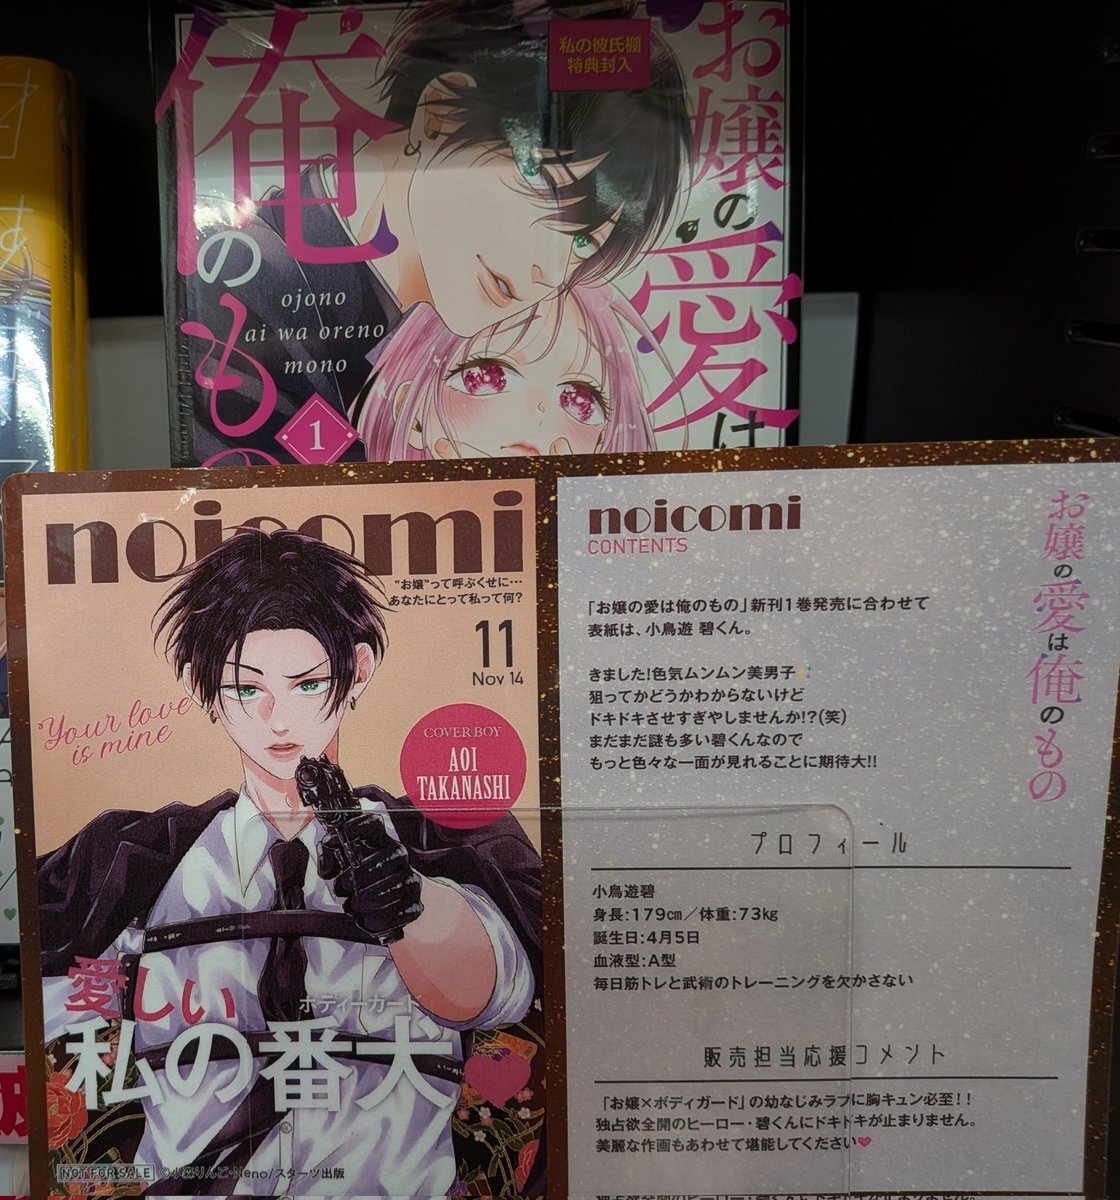 私の彼氏棚
特典封入
お嬢の愛は
俺のもの
ojono
ai wa oreno
mono
1
noicomi
"お嬢"って呼ぶくせに…
あなたにとって私って何?
11
Nov 14
Your love
is mine
COVER BOY
AOI
TAKANASHI
愛しい
ボディーガード
私の番犬
NOT FOR SALE ©小森りんご・Neno/スターツ出版
noicomi
CONTENTS
お嬢の愛は俺のもの
「お嬢の愛は俺のもの」新刊1巻発売に合わせて
表紙は、小鳥遊 碧くん。
きました!色気ムンムン美男子✨
狙ってかどうかわからないけど
ドキドキさせすぎやしませんか!?(笑)
まだまだ謎も多い碧くんなので
もっと色々な一面が見れることに期待大!!
プロフィール
小鳥遊碧
身長:179cm/体重:73kg
誕生日:4月5日
血液型:A型
毎日筋トレと武術のトレーニングを欠かさない
販売担当応援コメント
「お嬢×ボディガード」の幼なじみラブに胸キュン必至!!
独占欲全開のヒーロー・碧くんにドキドキが止まりません。
美麗な作画もあわせて堪能してください♥